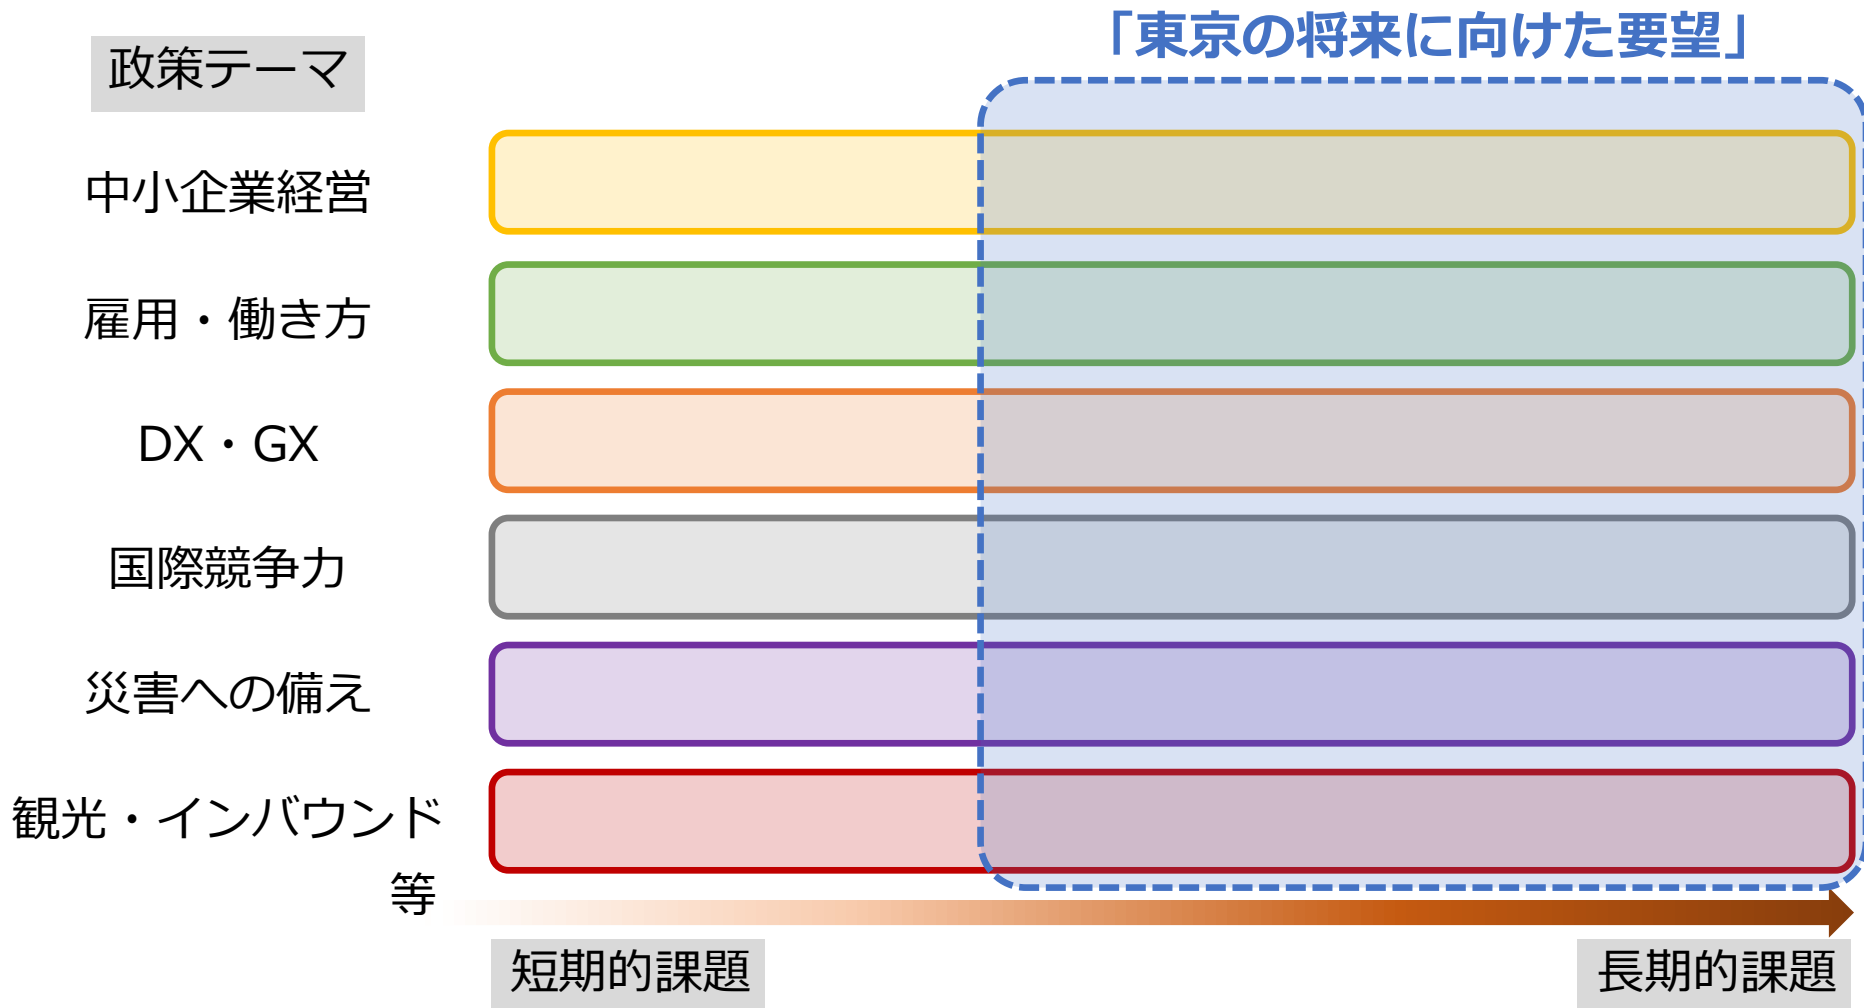 「東京の将来に向けた要望」
政策テーマ
中小企業経営
雇用・働き方
DX・GX
国際競争力
災害への備え
観光・インバウンド
等
短期的課題
長期的課題